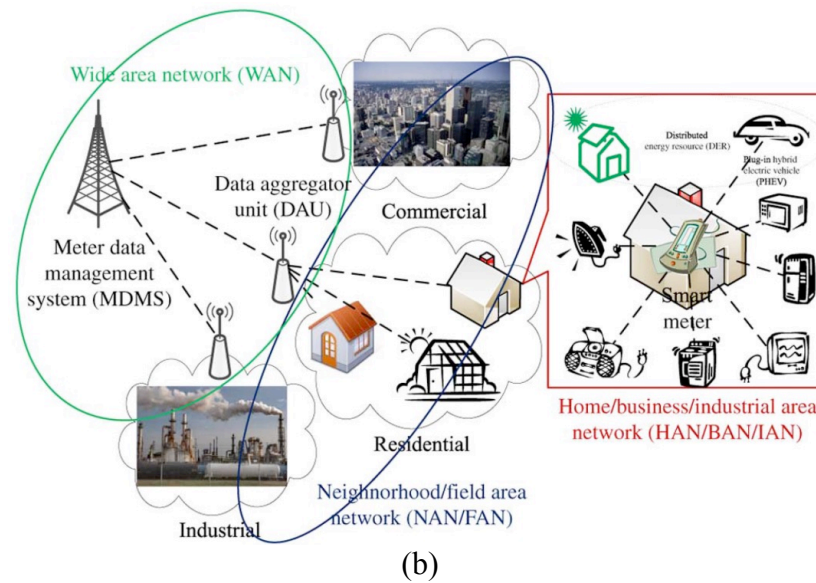 Wide area network (WAN)
Data aggregator
unit (DAU)
Commercial
Meter data
management
system (MDMS)
Industrial
Residential
Neighnorhood/field area
network (NAN/FAN)
Distributed
energy resource (DER)
Plug-in hybrid
electric vehicle
(PHEV)
Smart
meter
Home/business/industrial area
network (HAN/BAN/IAN)
(b)